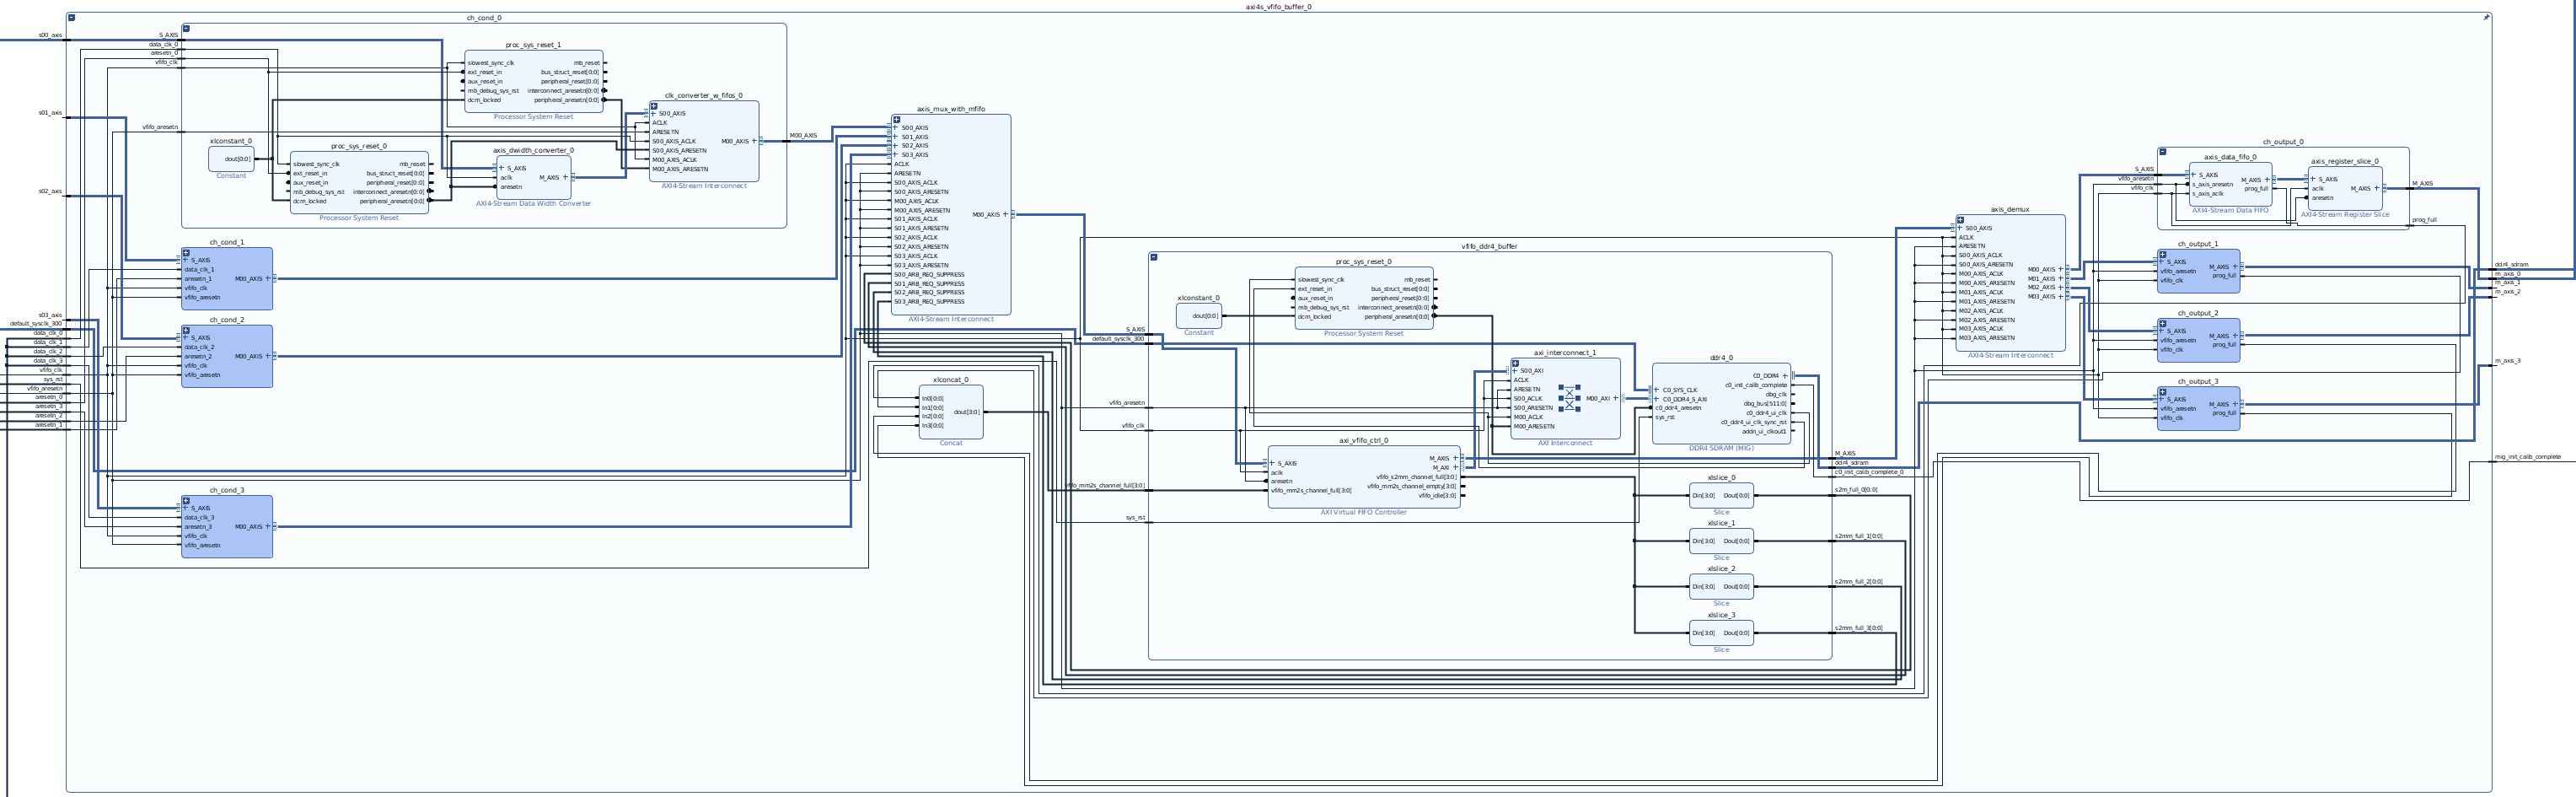 axi4s_vfifo_buffer_0
ch_cond_0
s00_axis
S_AXIS
data_clk_0
aresetn_0
vfifo_clk
vfifo_aresetn
proc_sys_reset_1
slowest_sync_clk
ext_reset_in
aux_reset_in
mb_debug_sys_rst
dcm_locked
mb_reset
bus_struct_reset[0:0]
peripheral_reset[0:0]
interconnect_aresetn[0:0]
peripheral_aresetn[0:0]
Processor System Reset
xlconstant_0
dout[0:0]
Constant
proc_sys_reset_0
slowest_sync_clk
ext_reset_in
aux_reset_in
mb_debug_sys_rst
dcm_locked
mb_reset
bus_struct_reset[0:0]
peripheral_reset[0:0]
interconnect_aresetn[0:0]
peripheral_aresetn[0:0]
Processor System Reset
axis_dwidth_converter_0
S_AXIS
aclk
aresetn
M_AXIS
AXI4-Stream Data Width Converter
clk_converter_w_fifos_0
S00_AXIS
ACLK
ARESETN
S00_AXIS_ACLK
S00_AXIS_ARESETN
M00_AXIS_ACLK
M00_AXIS_ARESETN
M00_AXIS
AXI4-Stream Interconnect
M00_AXIS
s01_axis
s02_axis
s03_axis
default_sysclk_300
data_clk_0
data_clk_1
data_clk_2
data_clk_3
vfifo_clk
sys_rst
vfifo_aresetn
aresetn_0
aresetn_3
aresetn_2
aresetn_1
ch_cond_1
S_AXIS
data_clk_1
aresetn_1
vfifo_clk
vfifo_aresetn
M00_AXIS
ch_cond_2
S_AXIS
data_clk_2
aresetn_2
vfifo_clk
vfifo_aresetn
M00_AXIS
ch_cond_3
S_AXIS
data_clk_3
aresetn_3
vfifo_clk
vfifo_aresetn
M00_AXIS
axis_mux_with_mfifo
S00_AXIS
S01_AXIS
S02_AXIS
S03_AXIS
ACLK
ARESETN
S00_AXIS_ACLK
S00_AXIS_ARESETN
M00_AXIS_ACLK
M00_AXIS_ARESETN
S01_AXIS_ACLK
S01_AXIS_ARESETN
S02_AXIS_ACLK
S02_AXIS_ARESETN
S03_AXIS_ACLK
S03_AXIS_ARESETN
S00_ARB_REQ_SUPPRESS
S01_ARB_REQ_SUPPRESS
S02_ARB_REQ_SUPPRESS
S03_ARB_REQ_SUPPRESS
M00_AXIS
AXI4-Stream Interconnect
xlconcat_0
In0[0:0]
In1[0:0]
In2[0:0]
In3[0:0]
dout[3:0]
Concat
vfifo_ddr4_buffer
S_AXIS
default_sysclk_300
vfifo_aresetn
vfifo_clk
vfifo_mm2s_channel_full[3:0]
sys_rst
xlconstant_0
dout[0:0]
Constant
proc_sys_reset_0
slowest_sync_clk
ext_reset_in
aux_reset_in
mb_debug_sys_rst
dcm_locked
mb_reset
bus_struct_reset[0:0]
peripheral_reset[0:0]
interconnect_aresetn[0:0]
peripheral_aresetn[0:0]
Processor System Reset
axi_interconnect_1
S00_AXI
ACLK
ARESETN
S00_ACLK
S00_ARESETN
M00_ACLK
M00_ARESETN
M00_AXI
AXI Interconnect
ddr4_0
C0_SYS_CLK
C0_DDR4_S_AXI
c0_ddr4_aresetn
sys_rst
C0_DDR4
c0_init_calib_complete
dbg_clk
dbg_bus[511:0]
c0_ddr4_ui_clk
c0_ddr4_ui_clk_sync_rst
addn_ui_clkout1
DDR4 SDRAM (MIG)
axi_vfifo_ctrl_0
S_AXIS
aclk
aresetn
vfifo_mm2s_channel_full[3:0]
M_AXIS
M_AXI
vfifo_s2mm_channel_full[3:0]
vfifo_mm2s_channel_empty[3:0]
vfifo_idle[3:0]
AXI Virtual FIFO Controller
xlslice_0
Din[3:0]
Dout[0:0]
Slice
xlslice_1
Din[3:0]
Dout[0:0]
Slice
xlslice_2
Din[3:0]
Dout[0:0]
Slice
xlslice_3
Din[3:0]
Dout[0:0]
Slice
M_AXIS
ddr4_sdram
c0_init_calib_complete_0
s2m_full_0[0:0]
s2mm_full_1[0:0]
s2mm_full_2[0:0]
s2mm_full_3[0:0]
axis_demux
S00_AXIS
ACLK
ARESETN
S00_AXIS_ACLK
S00_AXIS_ARESETN
M00_AXIS_ACLK
M00_AXIS_ARESETN
M01_AXIS_ACLK
M01_AXIS_ARESETN
M02_AXIS_ACLK
M02_AXIS_ARESETN
M03_AXIS_ACLK
M03_AXIS_ARESETN
M00_AXIS
M01_AXIS
M02_AXIS
M03_AXIS
AXI4-Stream Interconnect
ch_output_0
S_AXIS
vfifo_aresetn
vfifo_clk
axis_data_fifo_0
S_AXIS
s_axis_aresetn
s_axis_aclk
M_AXIS
prog_full
AXI4-Stream Data FIFO
axis_register_slice_0
S_AXIS
aclk
aresetn
M_AXIS
AXI4-Stream Register Slice
M_AXIS
prog_full
ch_output_1
S_AXIS
vfifo_aresetn
vfifo_clk
M_AXIS
prog_full
ch_output_2
S_AXIS
vfifo_aresetn
vfifo_clk
M_AXIS
prog_full
ch_output_3
S_AXIS
vfifo_aresetn
vfifo_clk
M_AXIS
prog_full
ddr4_sdram
m_axis_0
m_axis_1
m_axis_2
m_axis_3
mig_init_calib_complete